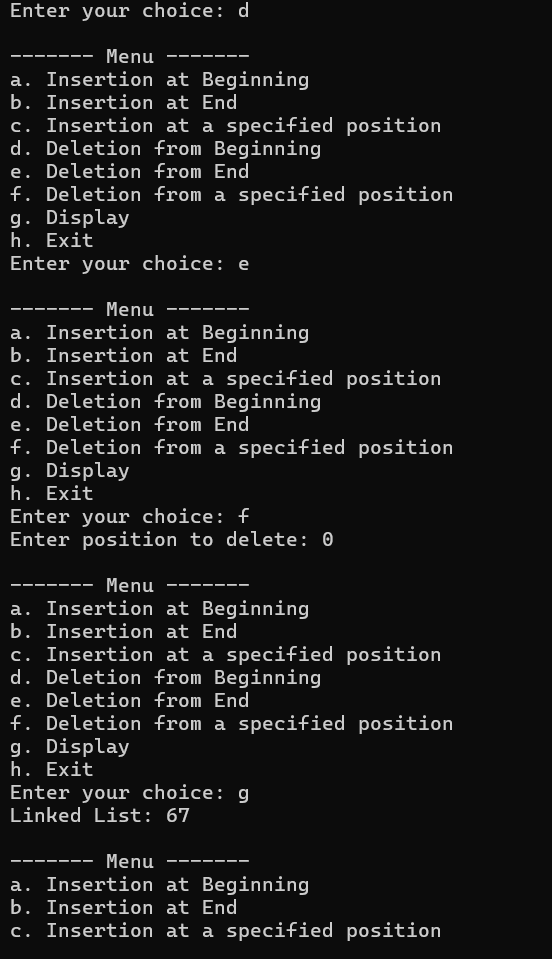 Enter your choice: d
------- Menu -------
a. Insertion at Beginning
b. Insertion at End
c. Insertion at a specified position
d. Deletion from Beginning
e. Deletion from End
f. Deletion from a specified position
g. Display
h. Exit
Enter your choice: e
------- Menu -------
a. Insertion at Beginning
b. Insertion at End
c. Insertion at a specified position
d. Deletion from Beginning
e. Deletion from End
f. Deletion from a specified position
g. Display
h. Exit
Enter your choice: f
Enter position to delete: 0
------- Menu -------
a. Insertion at Beginning
b. Insertion at End
c. Insertion at a specified position
d. Deletion from Beginning
e. Deletion from End
f. Deletion from a specified position
g. Display
h. Exit
Enter your choice: g
Linked List: 67
------- Menu -------
a. Insertion at Beginning
b. Insertion at End
c. Insertion at a specified position